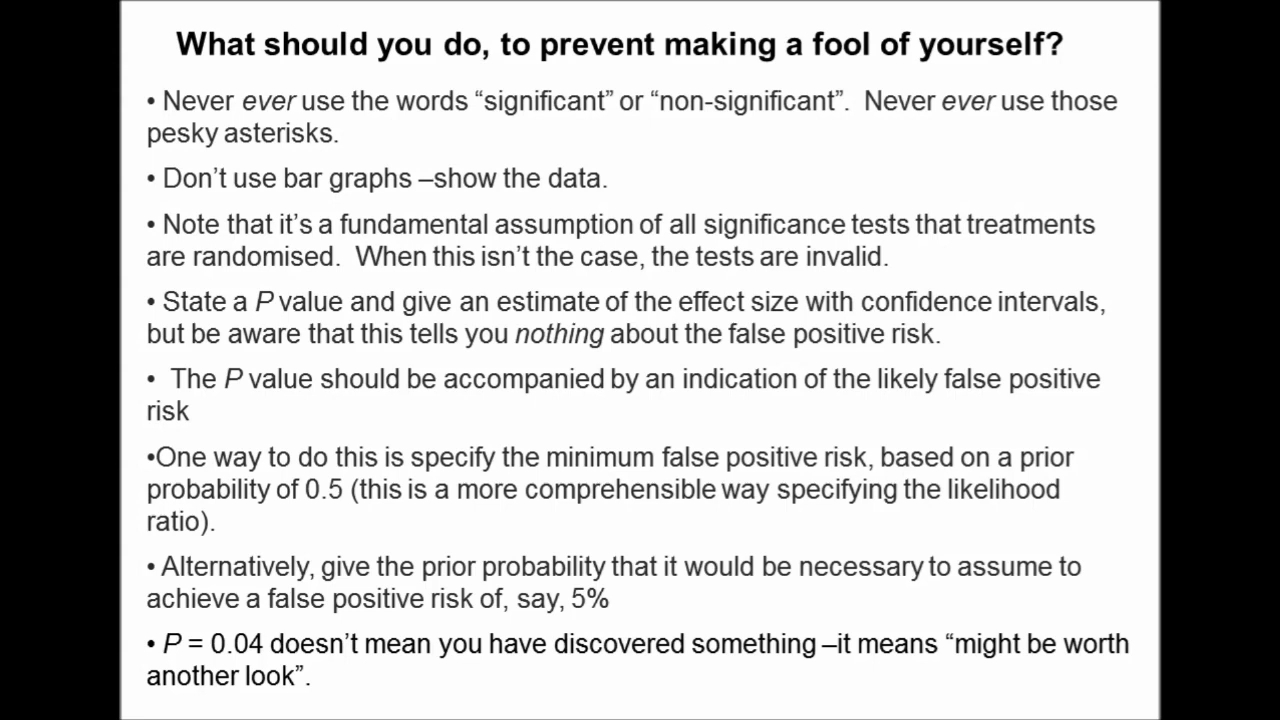 What should you do, to prevent making a fool of yourself?
• Never ever use the words “significant” or “non-significant”.  Never ever use those
pesky asterisks.
• Don’t use bar graphs –show the data.
• Note that it’s a fundamental assumption of all significance tests that treatments
are randomised.  When this isn’t the case, the tests are invalid.
• State a P value and give an estimate of the effect size with confidence intervals,
but be aware that this tells you nothing about the false positive risk.
•  The P value should be accompanied by an indication of the likely false positive
risk
•One way to do this is specify the minimum false positive risk, based on a prior
probability of 0.5 (this is a more comprehensible way specifying the likelihood
ratio).
• Alternatively, give the prior probability that it would be necessary to assume to
achieve a false positive risk of, say, 5%
• P = 0.04 doesn’t mean you have discovered something –it means “might be worth
another look”.